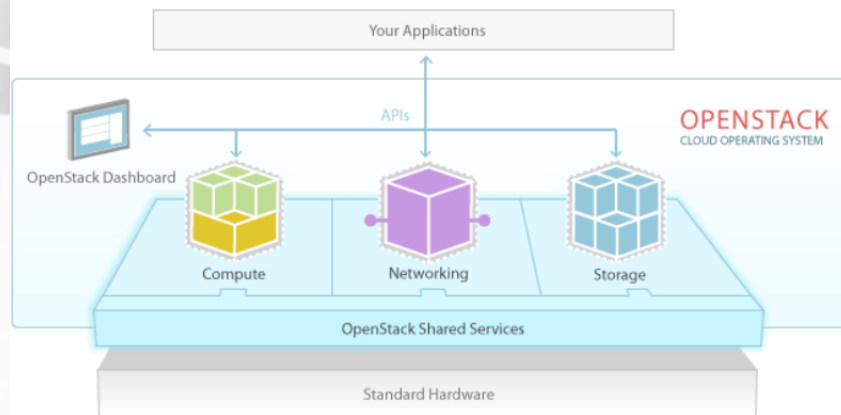 Your Applications
APIs
OPENSTACK
CLOUD OPERATING SYSTEM
OpenStack Dashboard
Compute
Networking
Storage
OpenStack Shared Services
Standard Hardware